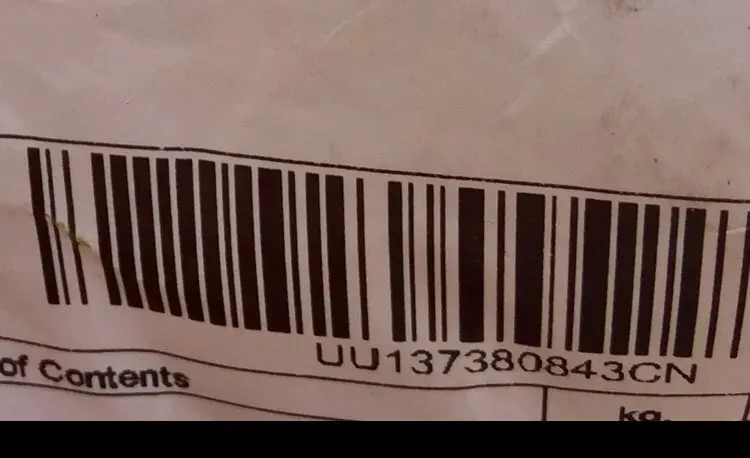 UU137380843CN
of Contents
kg.